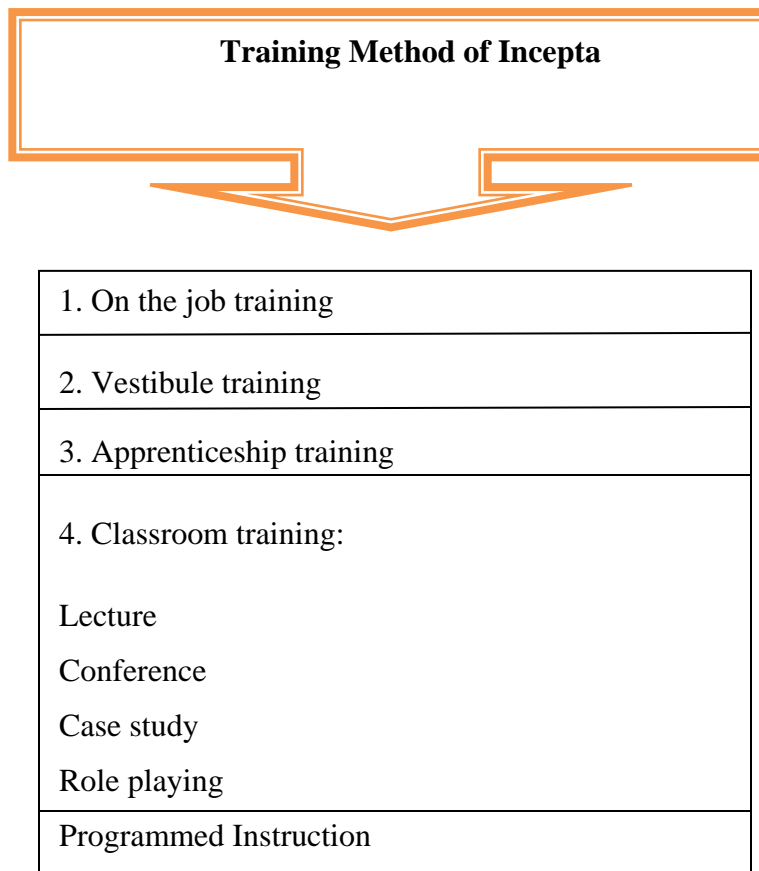 Training Method of Incepta
1. On the job training
2. Vestibule training
3. Apprenticeship training
4. Classroom training:
Lecture
Conference
Case study
Role playing
Programmed Instruction